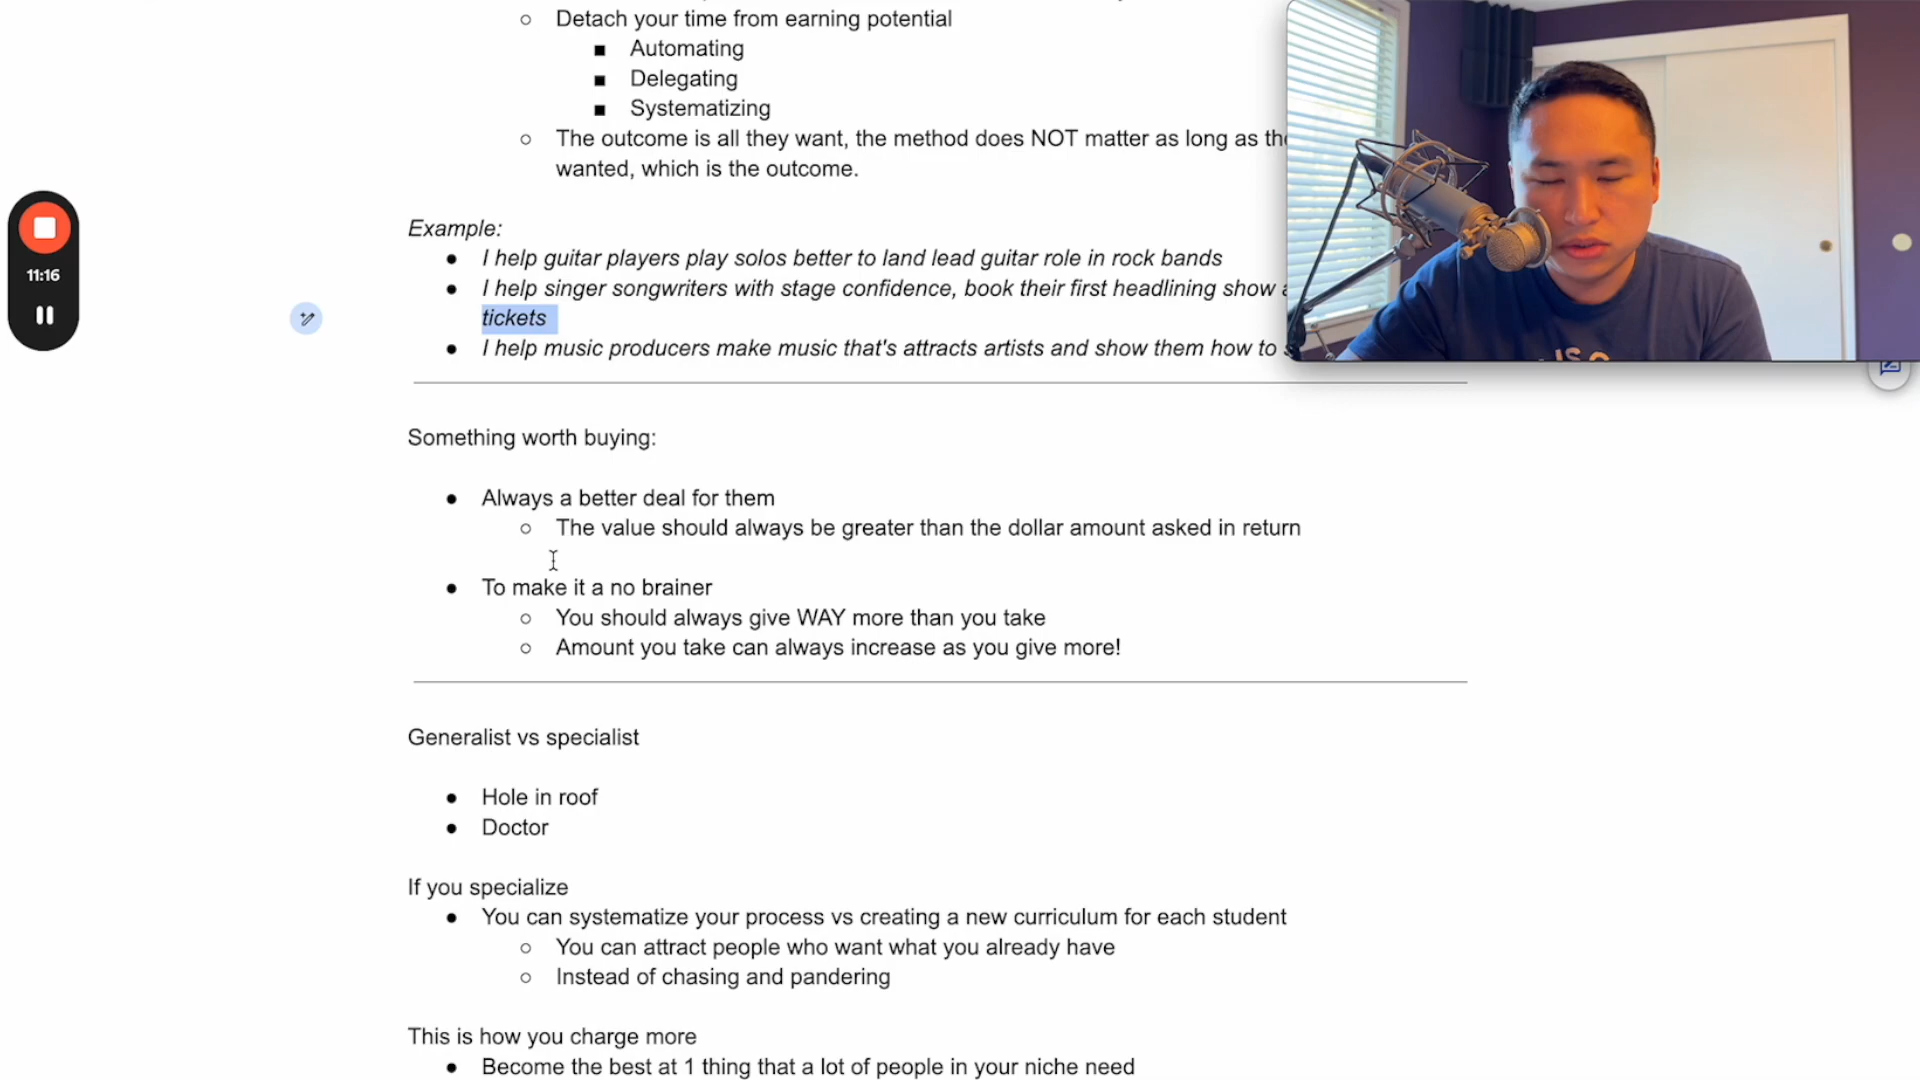 Detach your time from earning potential
Automating
Delegating
Systematizing
The outcome is all they want, the method does NOT matter as long as the
wanted, which is the outcome.
11:16
Example:
I help guitar players play solos better to land lead guitar role in rock bands
I help singer songwriters with stage confidence, book their first headlining show
tickets
I help music producers make music that's attracts artists and show them how to
Something worth buying:
Always a better deal for them
The value should always be greater than the dollar amount asked in return
To make it a no brainer
You should always give WAY more than you take
Amount you take can always increase as you give more!
Generalist vs specialist
Hole in roof
Doctor
If you specialize
You can systematize your process vs creating a new curriculum for each student
You can attract people who want what you already have
Instead of chasing and pandering
This is how you charge more
Become the best at 1 thing that a lot of people in your niche need